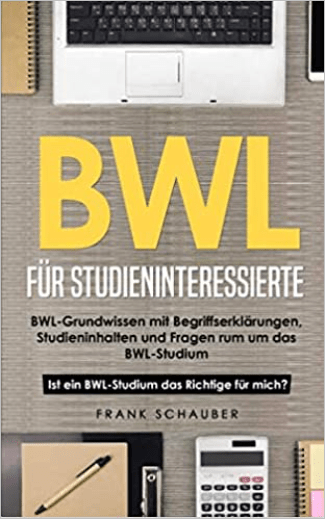 BWL
FÜR STUDIENINTERESSIERTE
BWL-Grundwissen mit Begriffserklärungen,
Studieninhalten und Fragen rum um das
BWL-Studium
Ist ein BWL-Studium das Richtige für mich?
FRANK SCHAUBER